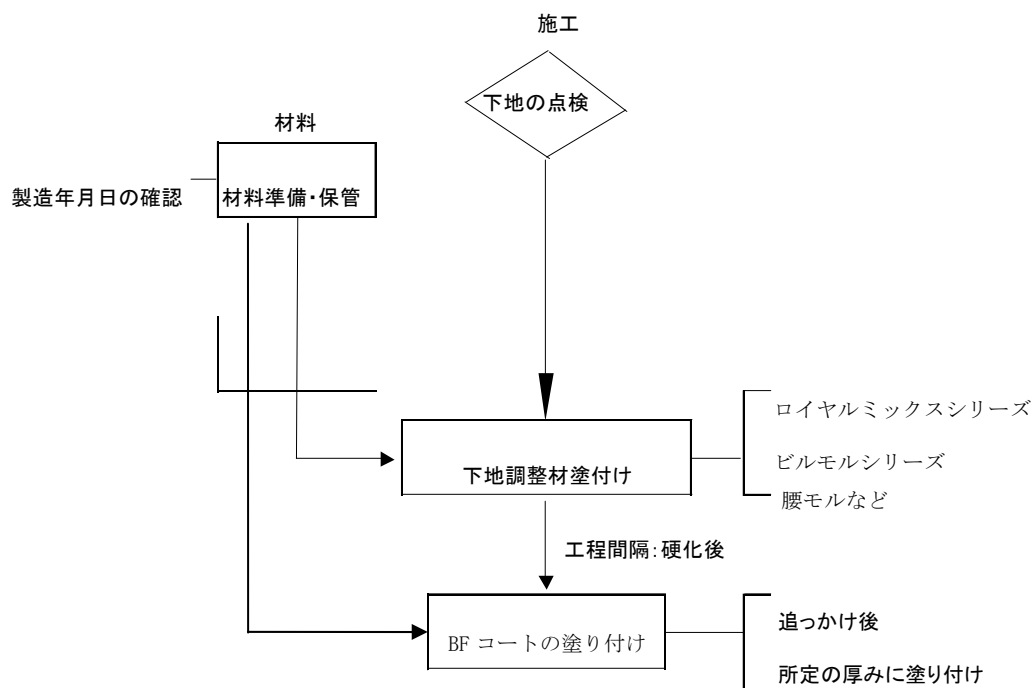 施工
下地の点検
材料
製造年月日の確認
材料準備・保管
ロイヤルミックスシリーズ
下地調整材塗付け
ビルモルシリーズ
腰モルなど
工程間隔:硬化後
BF コートの塗り付け
追っかけ後
所定の厚みに塗り付け